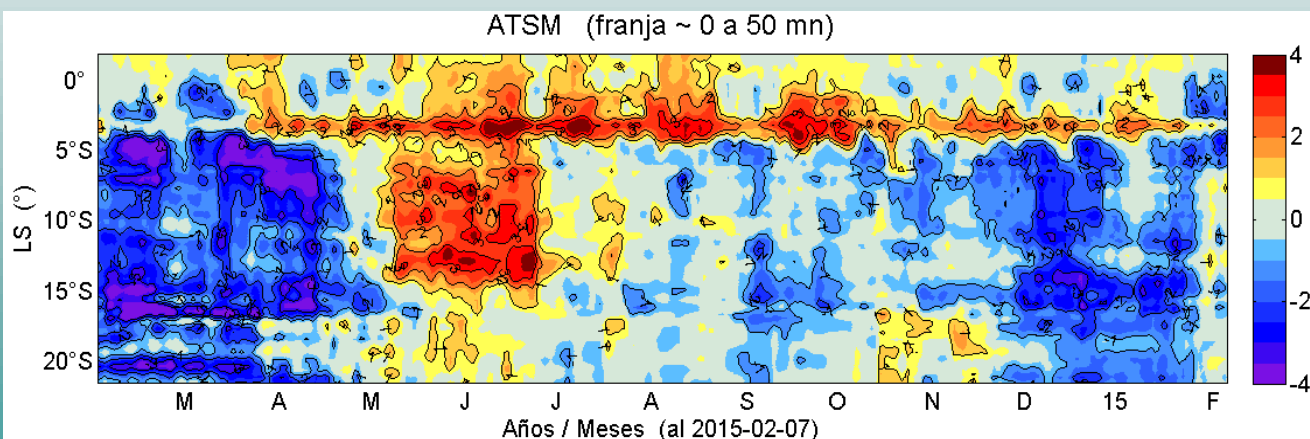 ATSM (franja ~ 0 a 50 mn)
LS (°)
0°
5°S
10°S
15°S
20°S
M A M J J A S O N D 15 F
Años / Meses (al 2015-02-07)
4
2
0
-2
-4